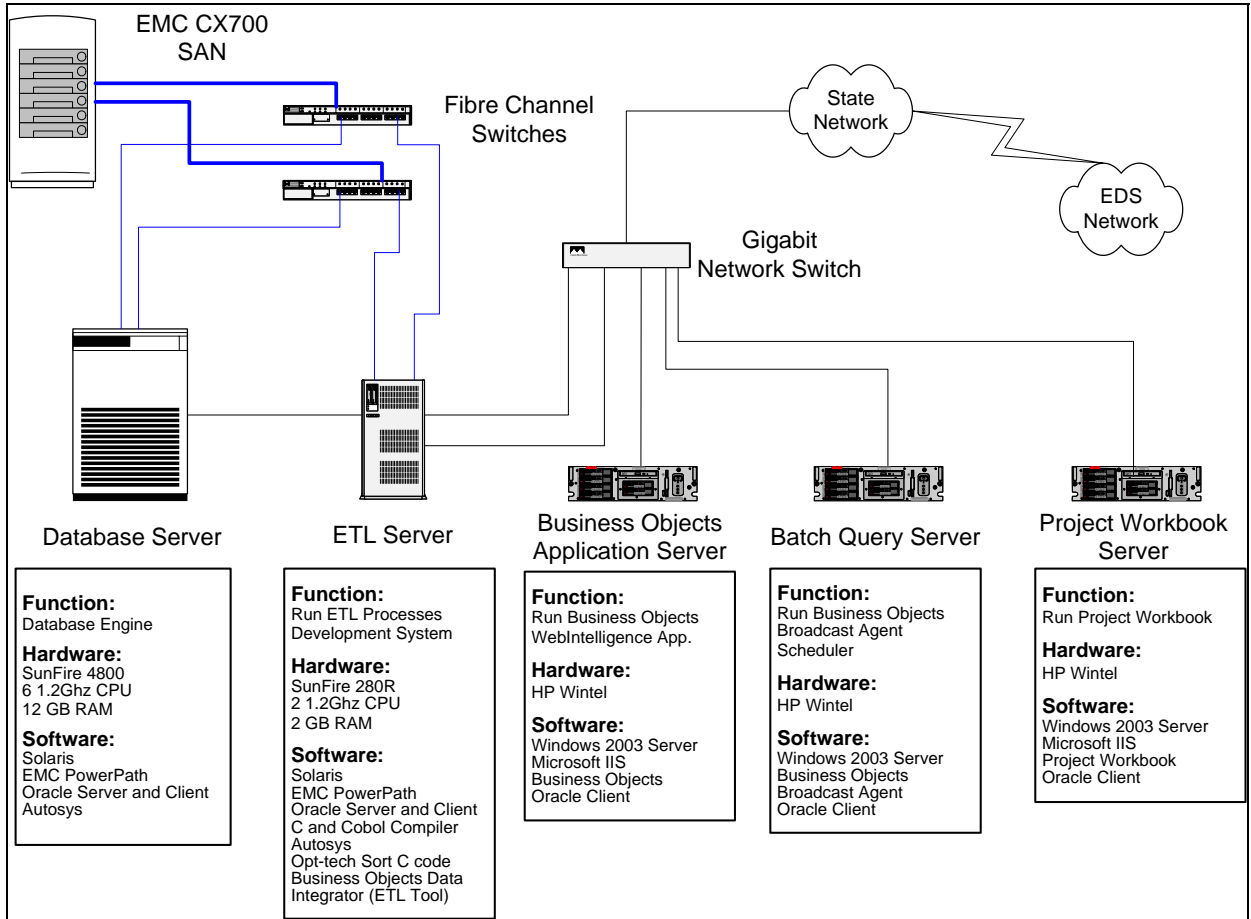 EMC CX700
SAN
Fibre Channel
Switches
State
Network
EDS
Network
Gigabit
Network Switch
Database Server
Function:
Database Engine
Hardware:
SunFire 4800
6 1.2Ghz CPU
12 GB RAM
Software:
Solaris
EMC PowerPath
Oracle Server and Client
Autosys
ETL Server
Function:
Run ETL Processes
Development System
Hardware:
SunFire 280R
2 1.2Ghz CPU
2 GB RAM
Software:
Solaris
EMC PowerPath
Oracle Server and Client
C and Cobol Compiler
Autosys
Opt-tech Sort C code
Business Objects Data
Integrator (ETL Tool)
Business Objects
Application Server
Function:
Run Business Objects
WebIntelligence App.
Hardware:
HP Wintel
Software:
Windows 2003 Server
Microsoft IIS
Business Objects
Oracle Client
Batch Query Server
Function:
Run Business Objects
Broadcast Agent
Scheduler
Hardware:
HP Wintel
Software:
Windows 2003 Server
Business Objects
Broadcast Agent
Oracle Client
Project Workbook
Server
Function:
Run Project Workbook
Hardware:
HP Wintel
Software:
Windows 2003 Server
Microsoft IIS
Project Workbook
Oracle Client